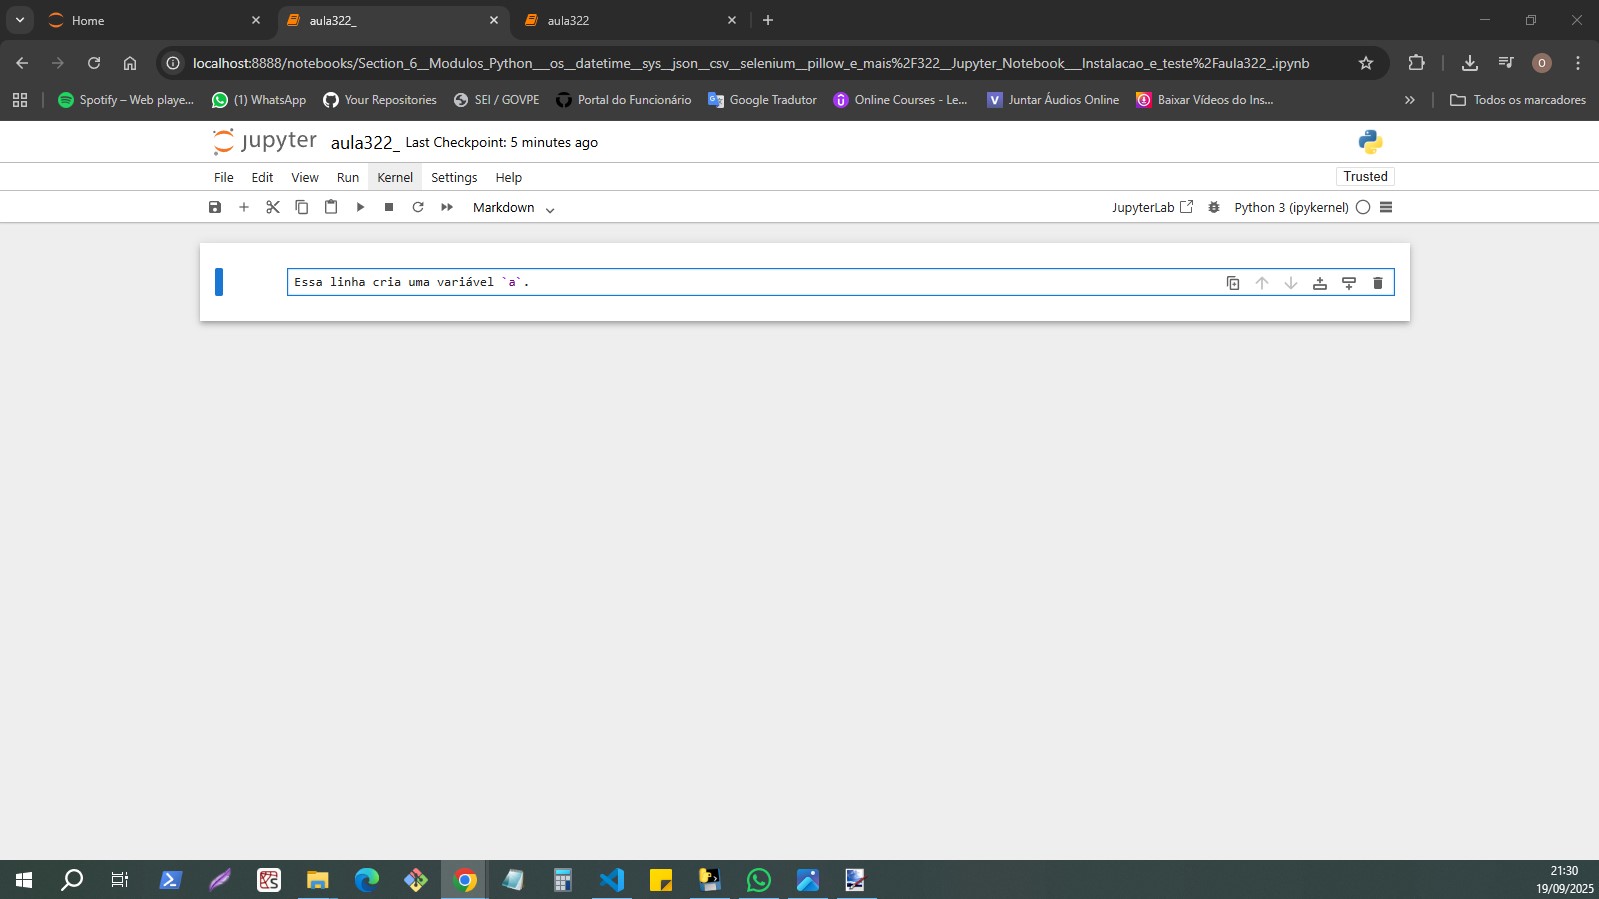 Home
aula322_
aula322
localhost:8888/notebooks/Section_6__Modulos_Python___os__datetime__sys__json__csv__selenium__pillow_e_mais%2F322__Jupyter_Notebook___Instalacao_e_teste%2Faula322_.ipynb
O
Spotify – Web playe...
(1) WhatsApp
Your Repositories
SEI / GOVPE
Portal do Funcionário
Google Tradutor
Online Courses - Le...
V Juntar Áudios Online
Baixar Vídeos do Ins...
Todos os marcadores
jupyter aula322_ Last Checkpoint: 5 minutes ago
File Edit View Run Kernel Settings Help
Trusted
Markdown
JupyterLab
Python 3 (ipykernel)
Essa linha cria uma variável `a`.
21:30
19/09/2025